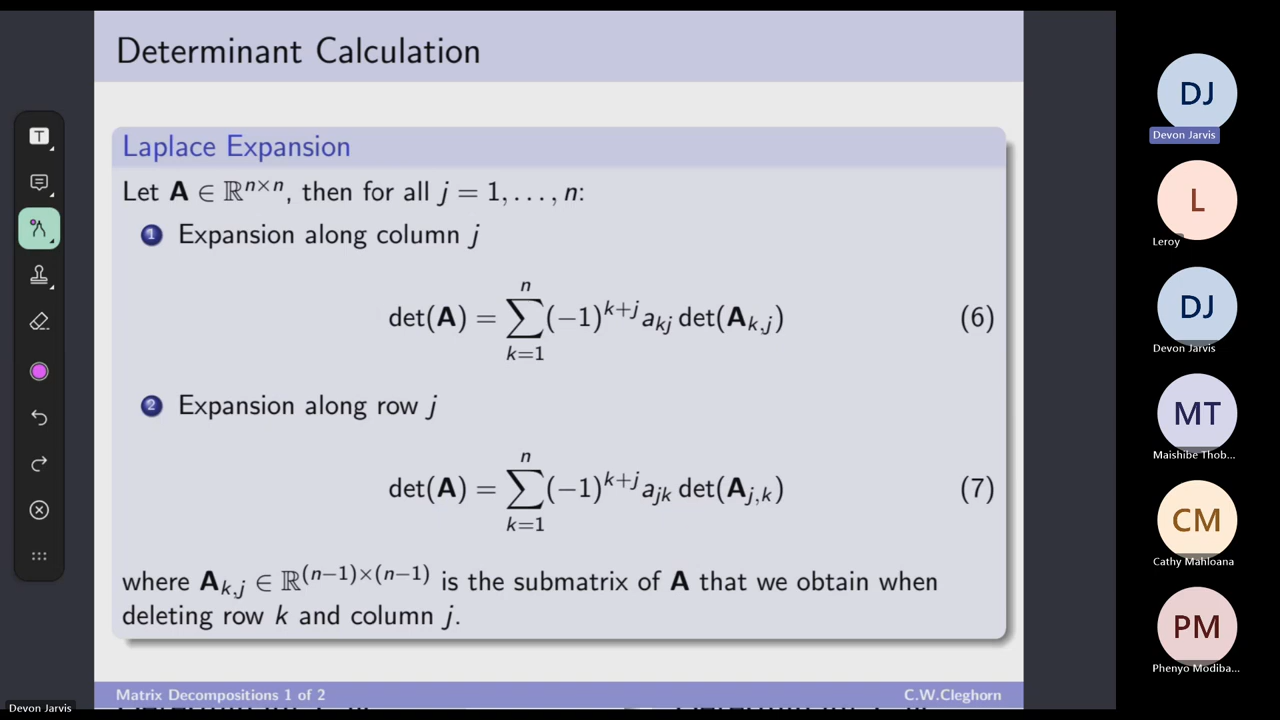 Determinant Calculation
Laplace Expansion
Let A ∈ ℝⁿˣⁿ, then for all j = 1, . . . , n:
1 Expansion along column j
det(A) = ∑_{k=1}^{n} (−1)^{k+j} a_{kj} det(A_{k,j}) (6)
2 Expansion along row j
det(A) = ∑_{k=1}^{n} (−1)^{k+j} a_{jk} det(A_{j,k}) (7)
where A_{k,j} ∈ ℝ^{(n−1)×(n−1)} is the submatrix of A that we obtain when
deleting row k and column j.
Matrix Decompositions 1 of 2 C.W.Cleghorn
Devon Jarvis
T
DJ
Devon Jarvis
L
Leroy
DJ
Devon Jarvis
MT
Maishibe Thob...
CM
Cathy Mahloana
PM
Phenyo Modiba...